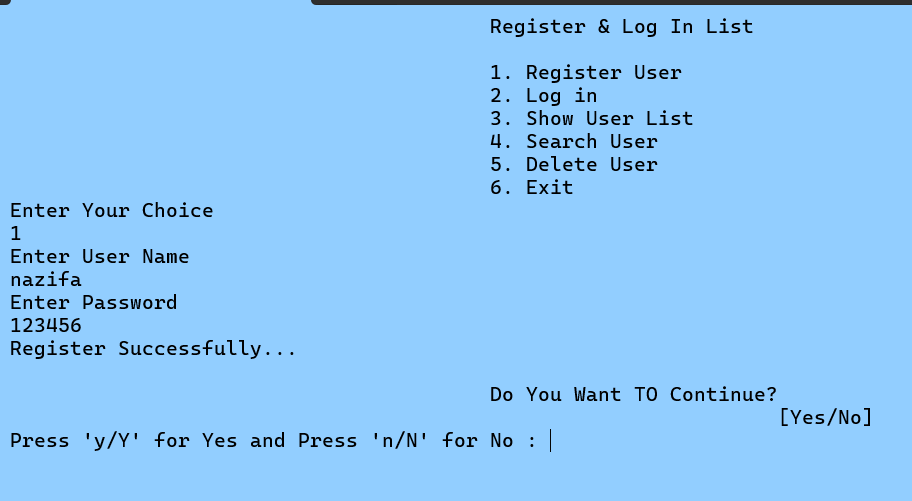 Register & Log In List
1. Register User
2. Log in
3. Show User List
4. Search User
5. Delete User
6. Exit
Enter Your Choice
1
Enter User Name
nazifa
Enter Password
123456
Register Successfully...
Do You Want TO Continue?
[Yes/No]
Press 'y/Y' for Yes and Press 'n/N' for No :